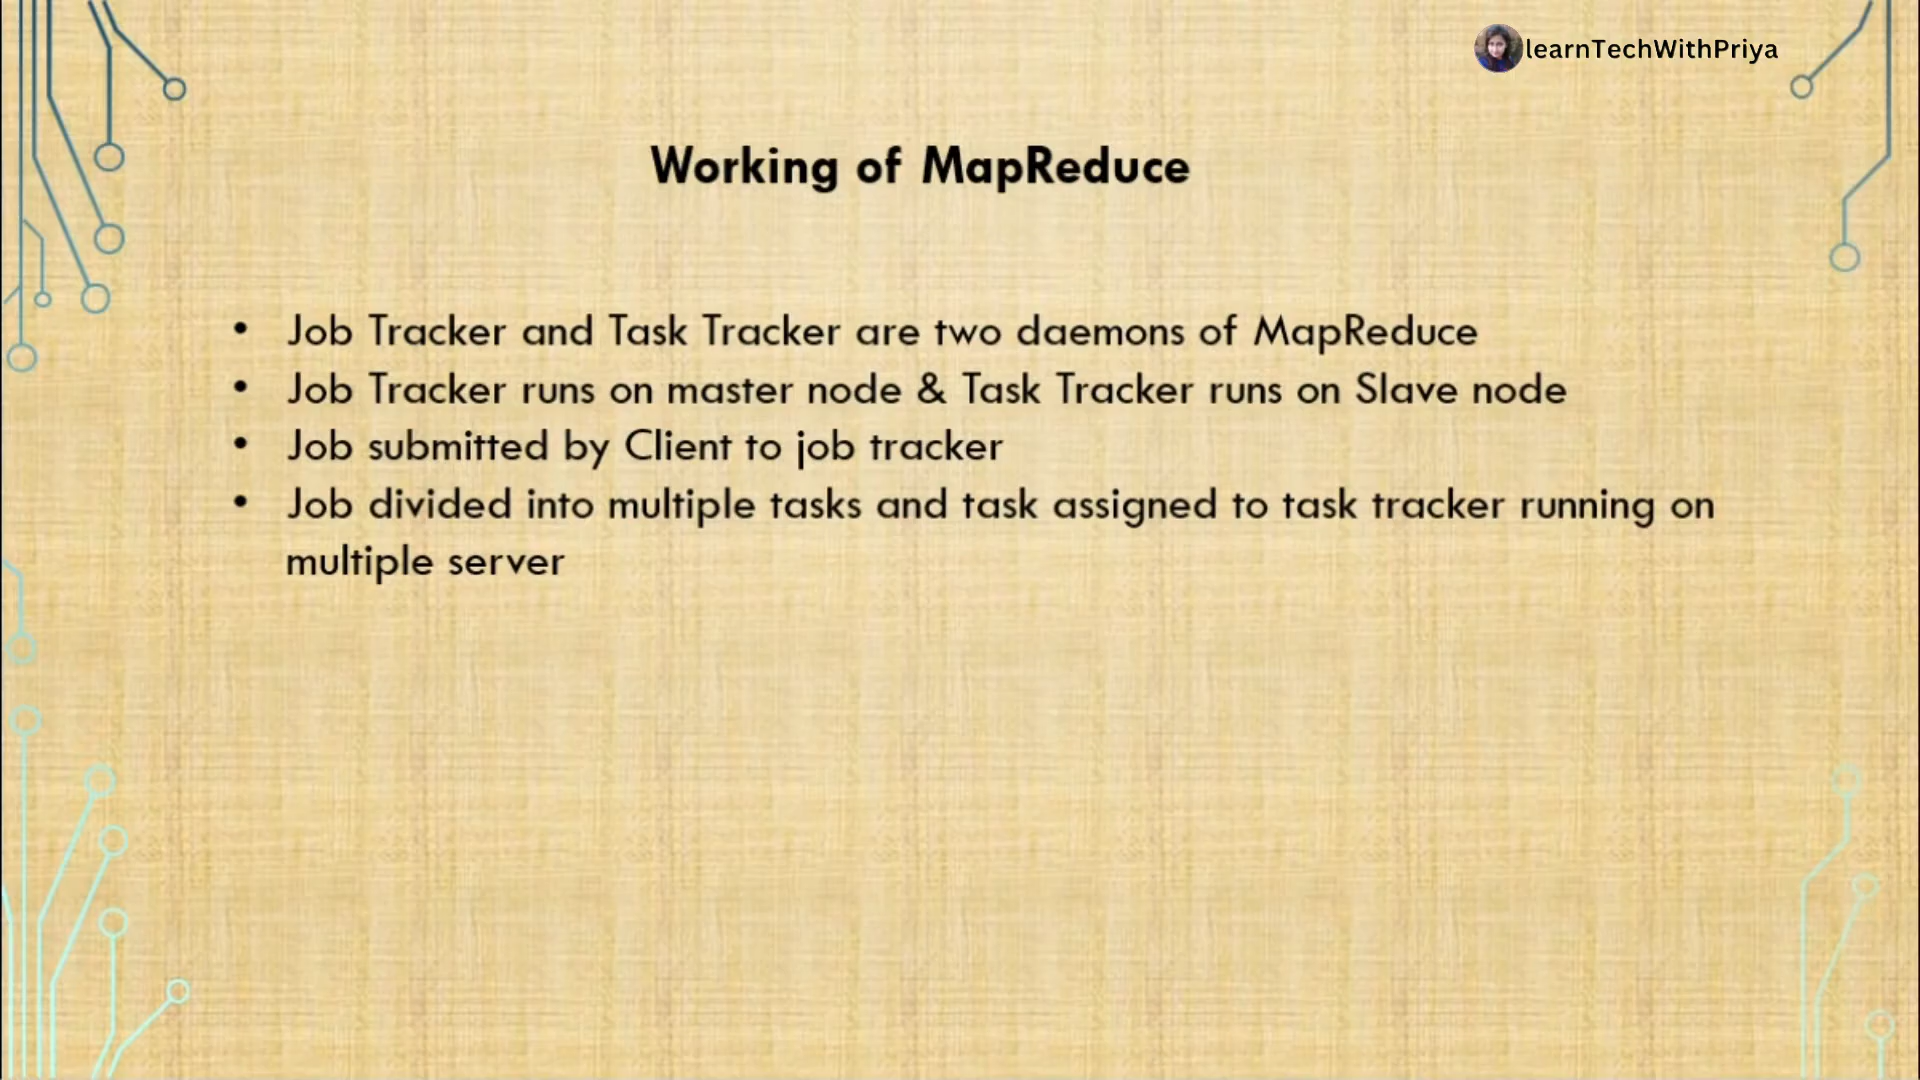 learnTechWithPriya
Working of MapReduce
• Job Tracker and Task Tracker are two daemons of MapReduce
• Job Tracker runs on master node & Task Tracker runs on Slave node
• Job submitted by Client to job tracker
• Job divided into multiple tasks and task assigned to task tracker running on
multiple server